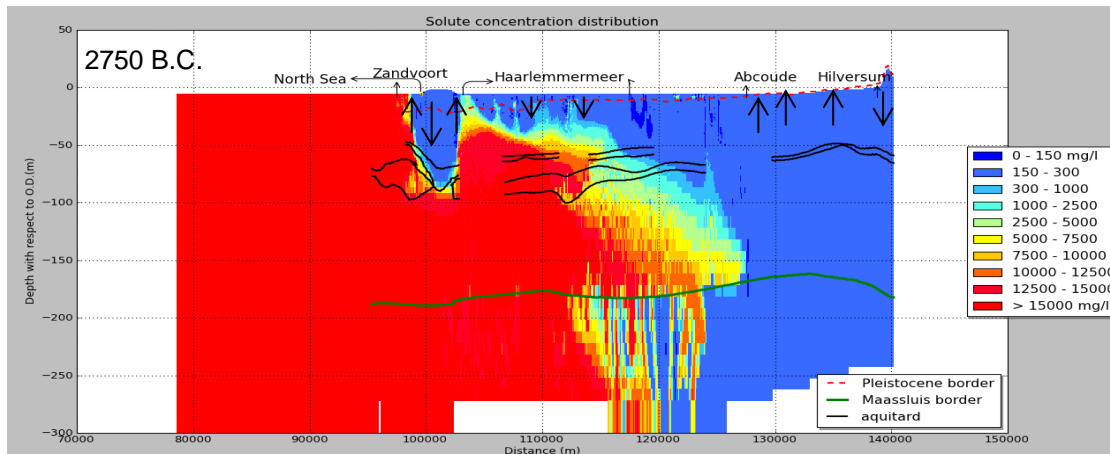 Solute concentration distribution
2750 B.C.
North Sea
Zandvoort
Haarlemmermeer
Abcoude
Hilversum
50
0
−50
−100
−150
−200
−250
−300
Depth with respect to O.D.(m)
0 - 150 mg/l
150 - 300
300 - 1000
1000 - 2500
2500 - 5000
5000 - 7500
7500 - 10000
10000 - 12500
12500 - 15000
> 15000 mg/l
Pleistocene border
Maassluis border
aquitard
70000 80000 90000 100000 110000 120000 130000 140000 150000
Distance (m)